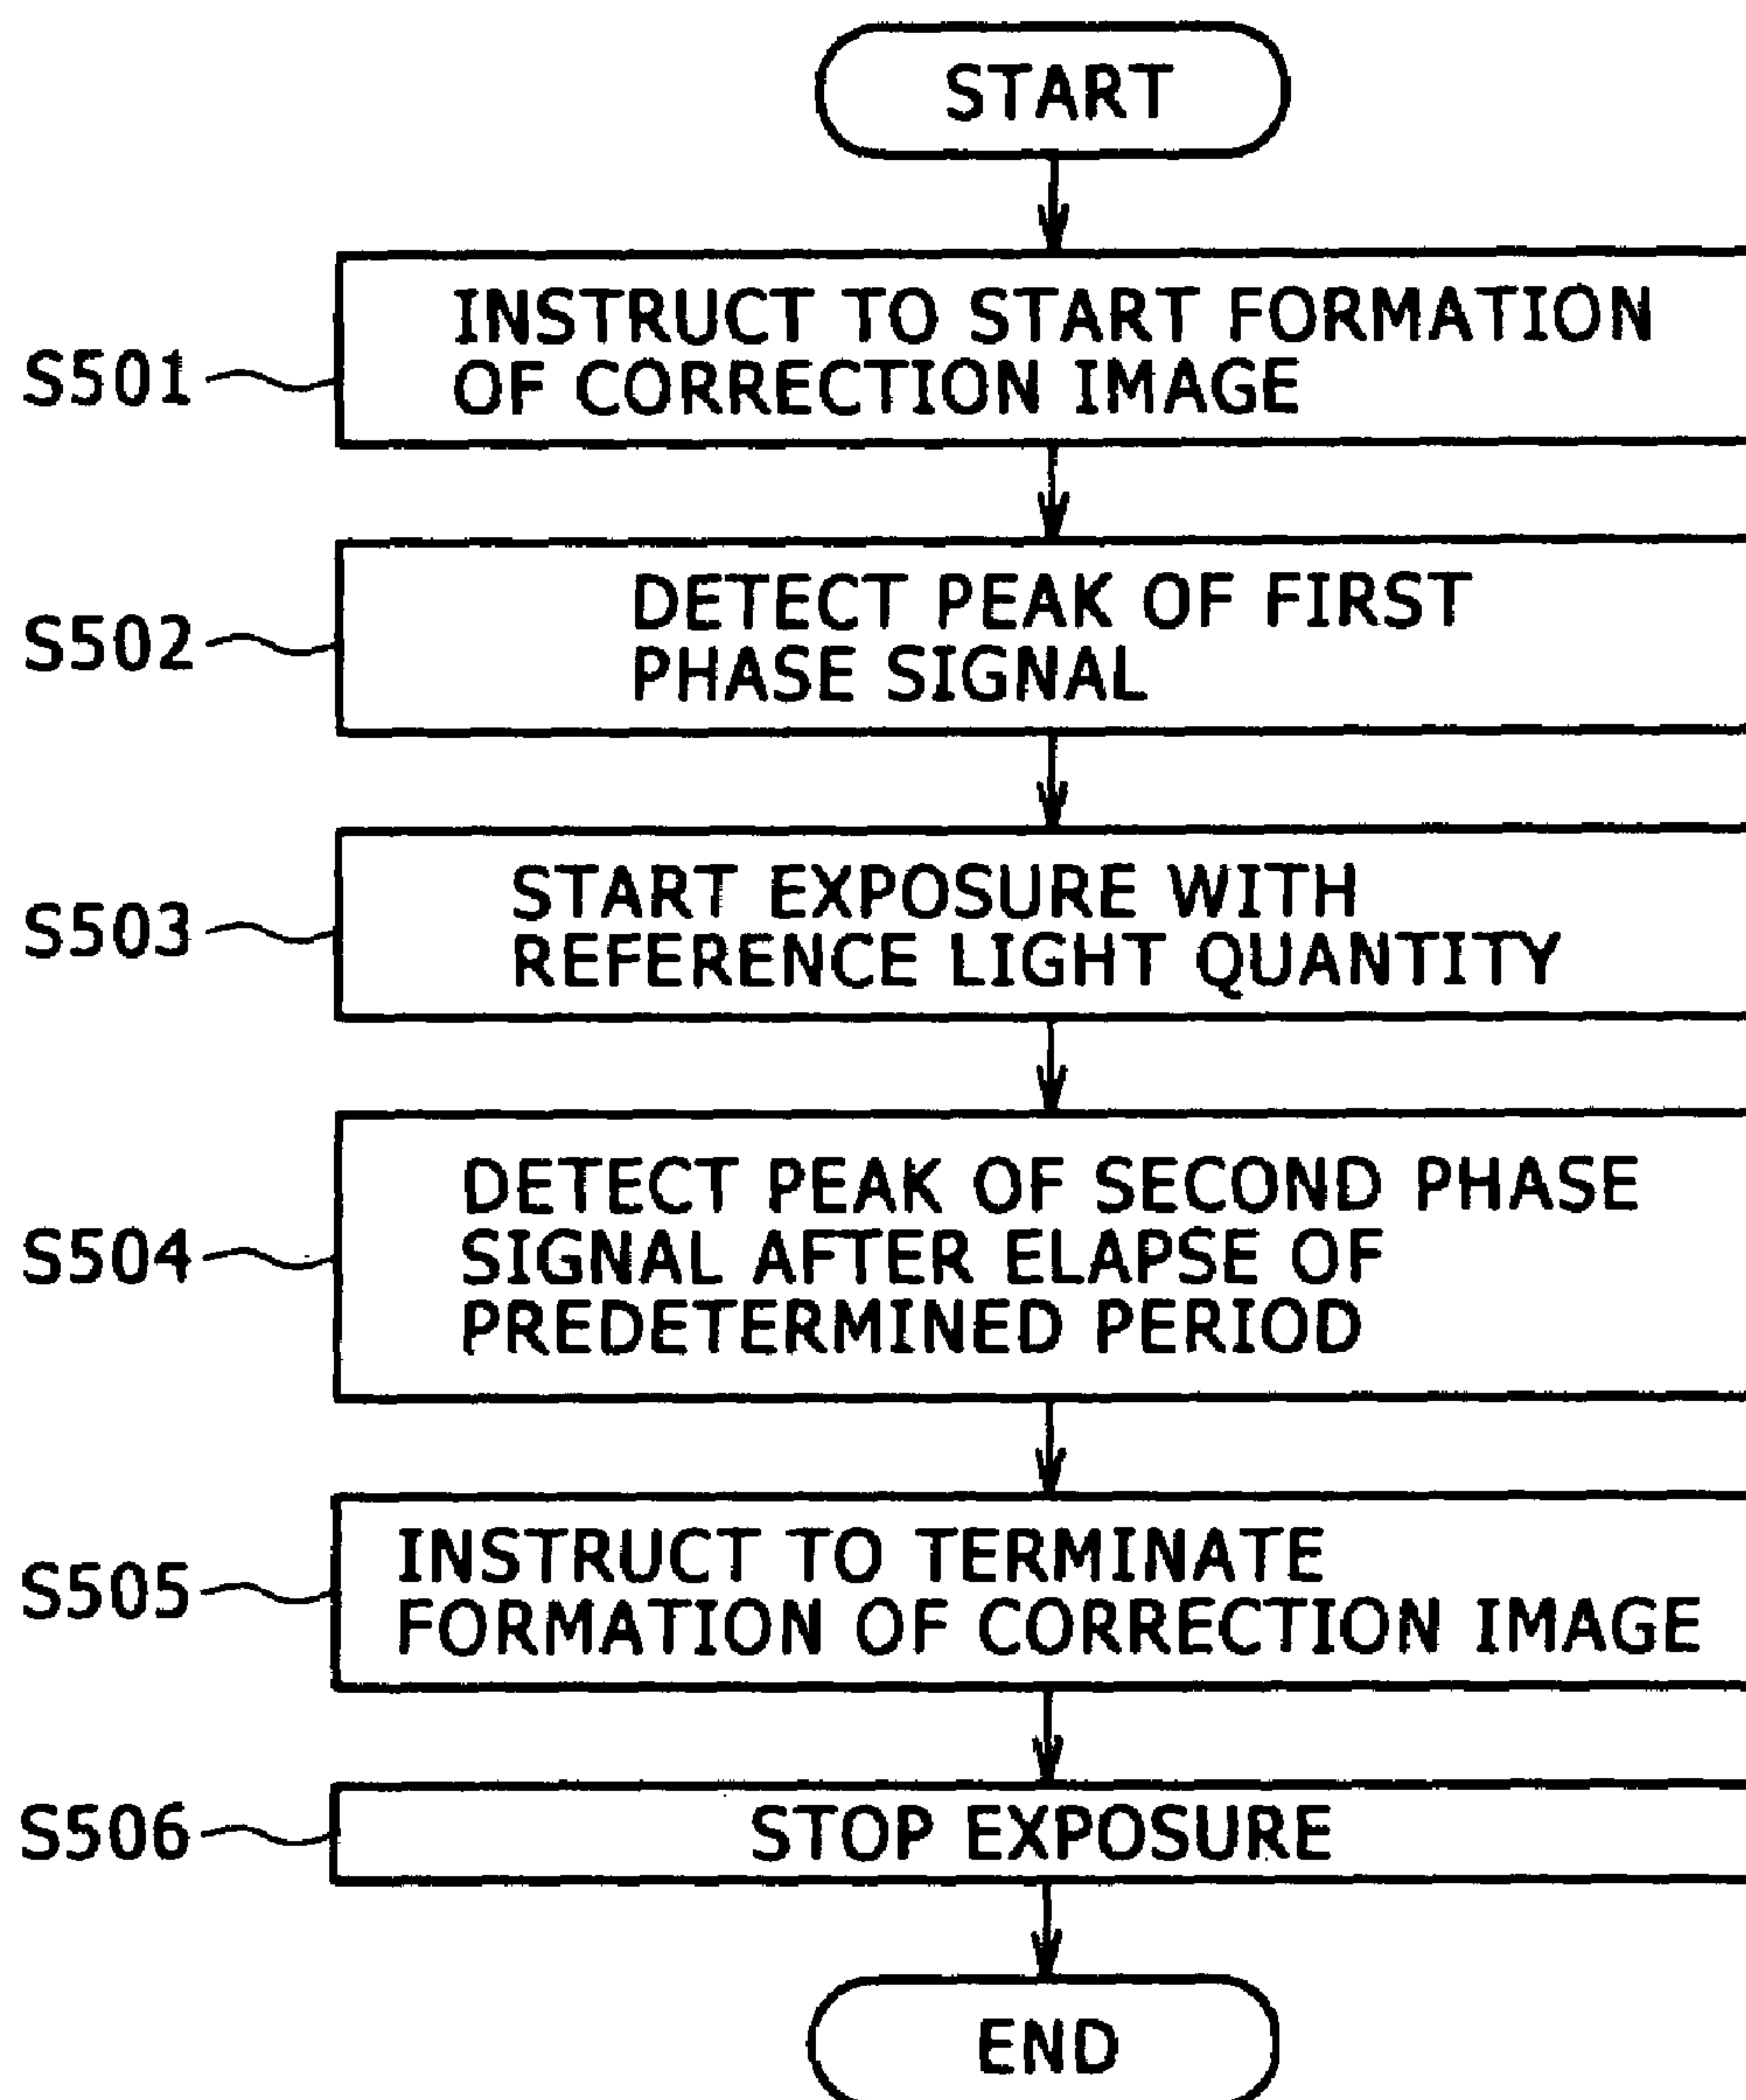 START
S501
INSTRUCT TO START FORMATION
OF CORRECTION IMAGE
S502
DETECT PEAK OF FIRST
PHASE SIGNAL
S503
START EXPOSURE WITH
REFERENCE LIGHT QUANTITY
S504
DETECT PEAK OF SECOND PHASE
SIGNAL AFTER ELAPSE OF
PREDETERMINED PERIOD
S505
INSTRUCT TO TERMINATE
FORMATION OF CORRECTION IMAGE
S506
STOP EXPOSURE
END